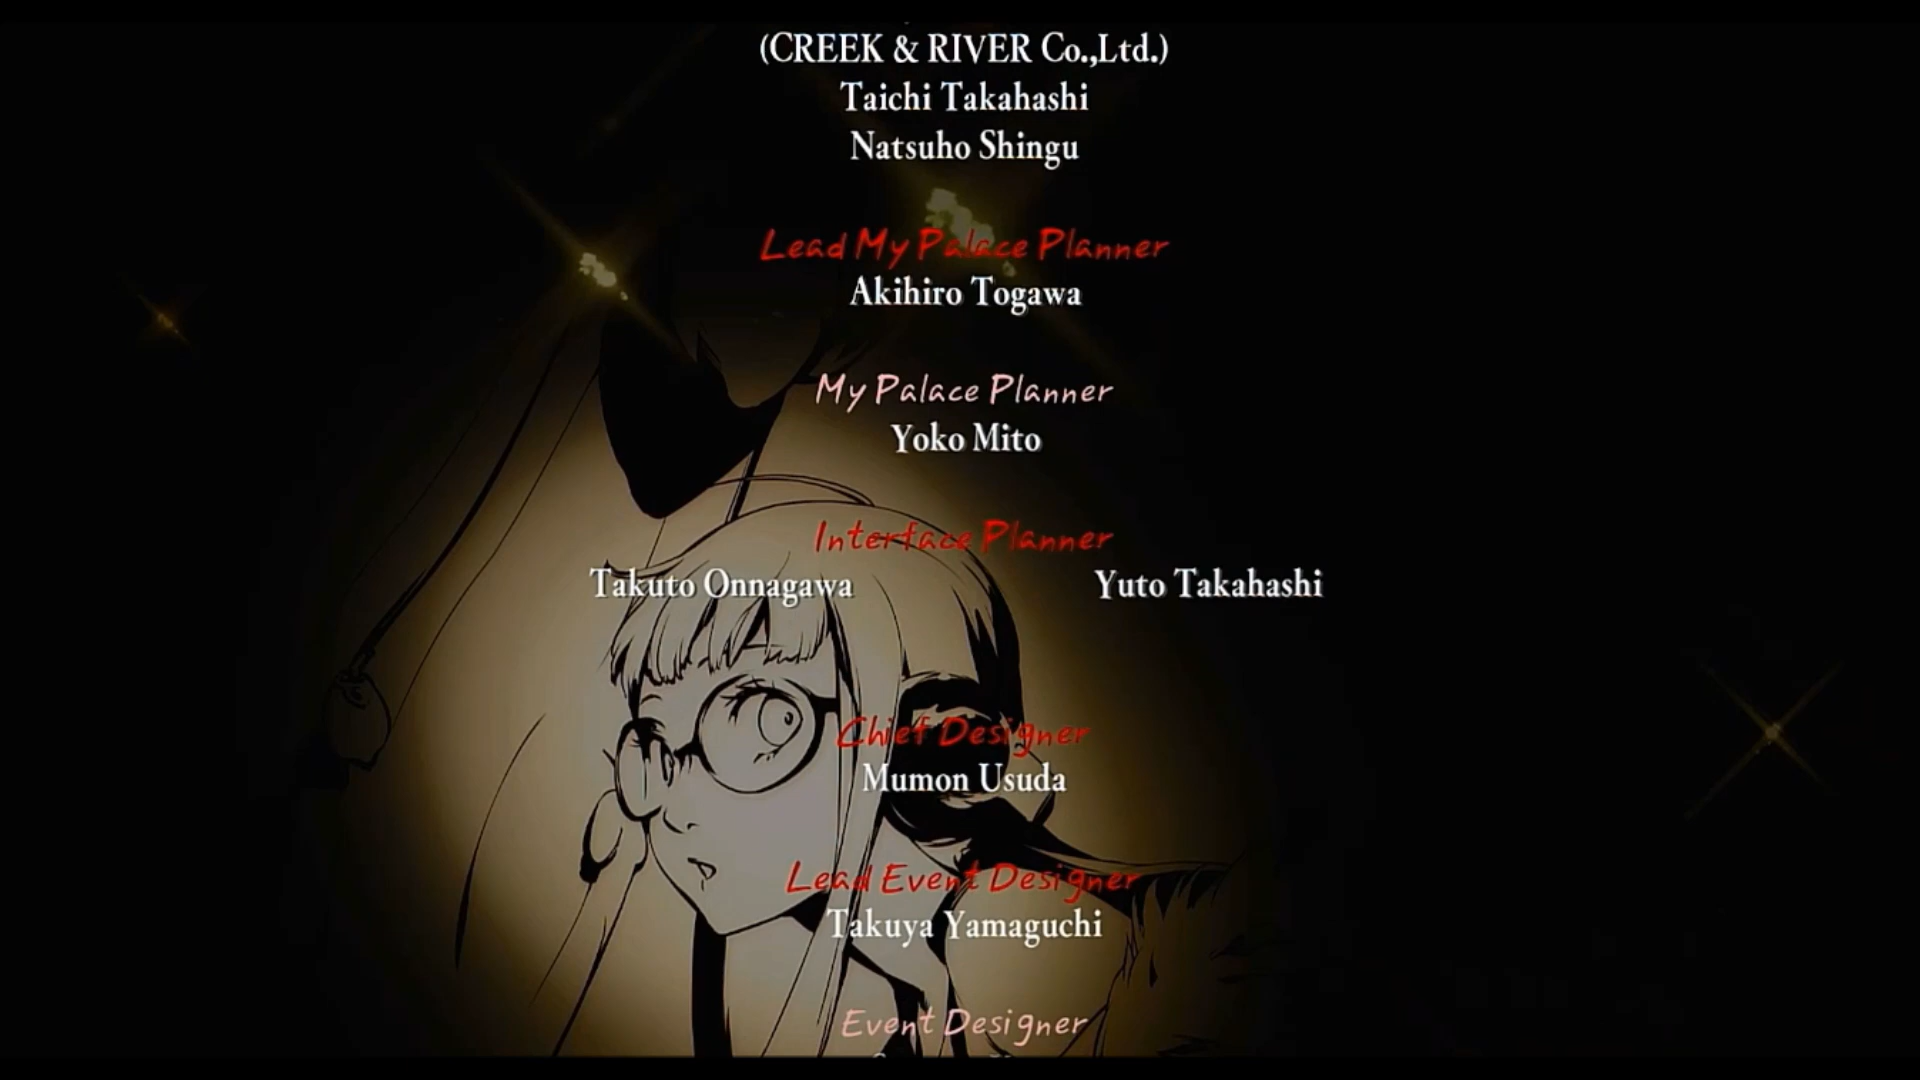 (CREEK & RIVER Co.,Ltd.)
Taichi Takahashi
Natsuho Shingu
Lead My Palace Planner
Akihiro Togawa
My Palace Planner
Yoko Mito
Interface Planner
Takuto Onnagawa Yuto Takahashi
Chief Designer
Mumon Usuda
Lead Event Designer
Takuya Yamaguchi
Event Designer